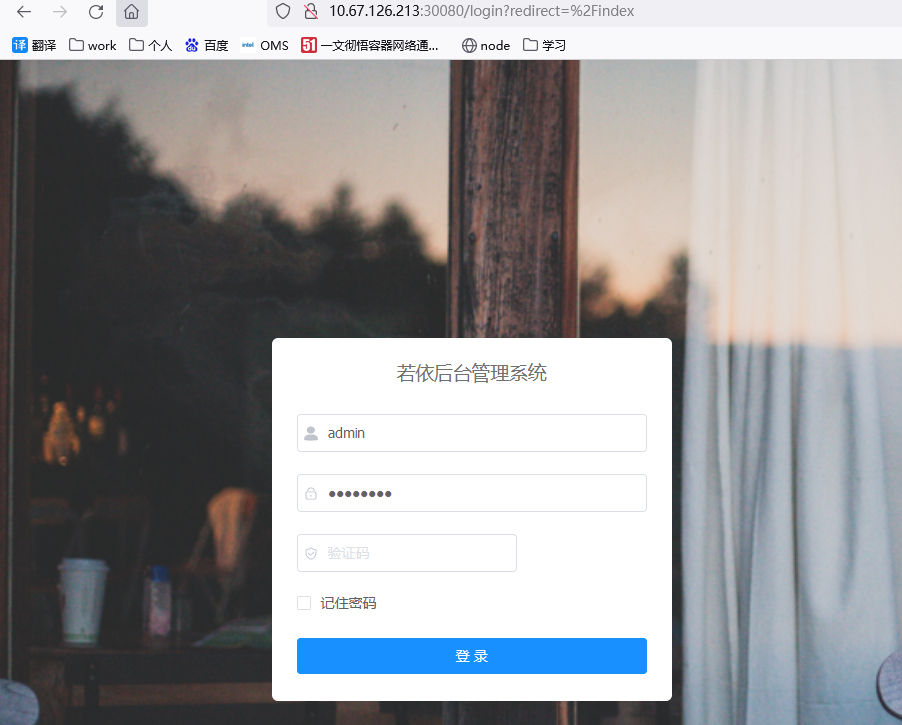 10.67.126.213:30080/login?redirect=%2Findex
译 翻译 work 个人 百度 intel OMS 51 一文彻悟容器网络通... node 学习
若依后台管理系统
admin
••••••••
验证码
记住密码
登 录